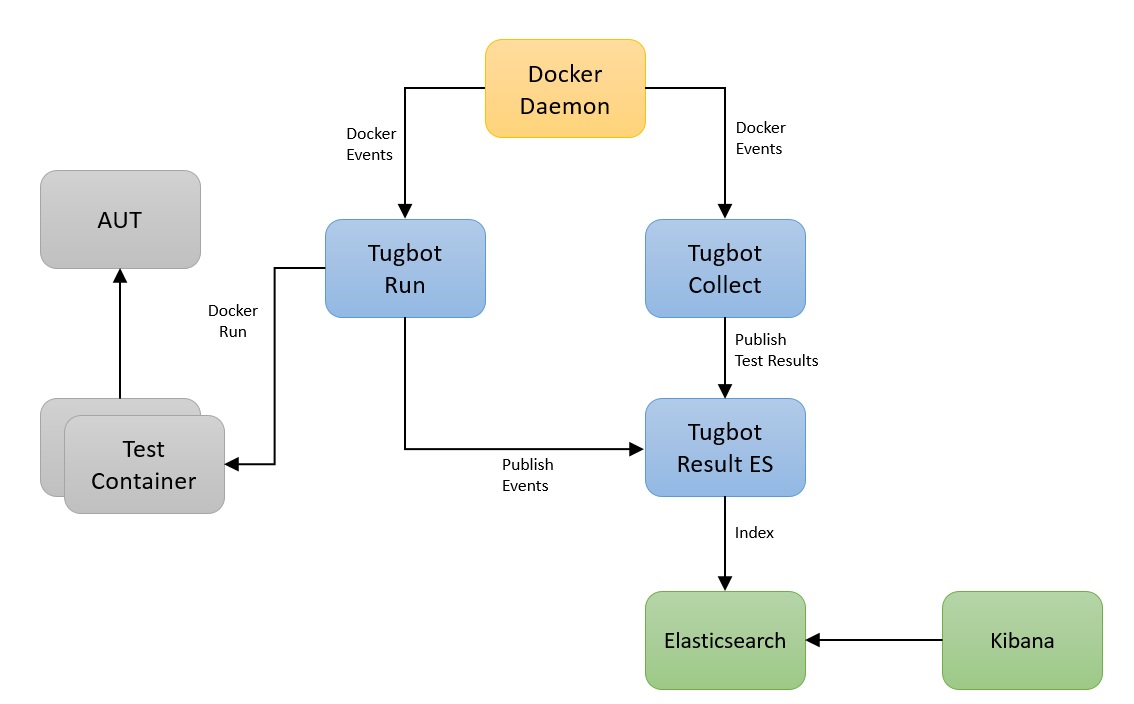 Docker
Daemon
Docker
Events
Docker
Events
AUT
Tugbot
Run
Tugbot
Collect
Docker
Run
Publish
Test Results
Test
Container
Tugbot
Result ES
Publish
Events
Index
Elasticsearch
Kibana